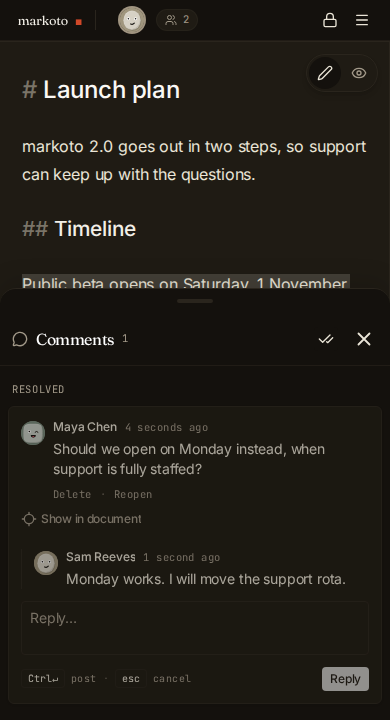 markoto
2
# Launch plan
markoto 2.0 goes out in two steps, so support
can keep up with the questions.
## Timeline
Public beta opens on Saturday, 1 November
Comments 1
RESOLVED
Maya Chen 4 seconds ago
Should we open on Monday instead, when
support is fully staffed?
Delete · Reopen
Show in document
Sam Reeves 1 second ago
Monday works. I will move the support rota.
Reply...
Ctrl↵ post · esc cancel
Reply